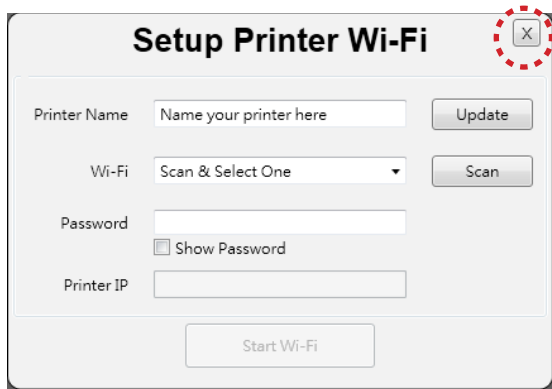 Setup Printer Wi-Fi
X
Printer Name Name your printer here Update
Wi-Fi Scan & Select One Scan
Password
Show Password
Printer IP
Start Wi-Fi